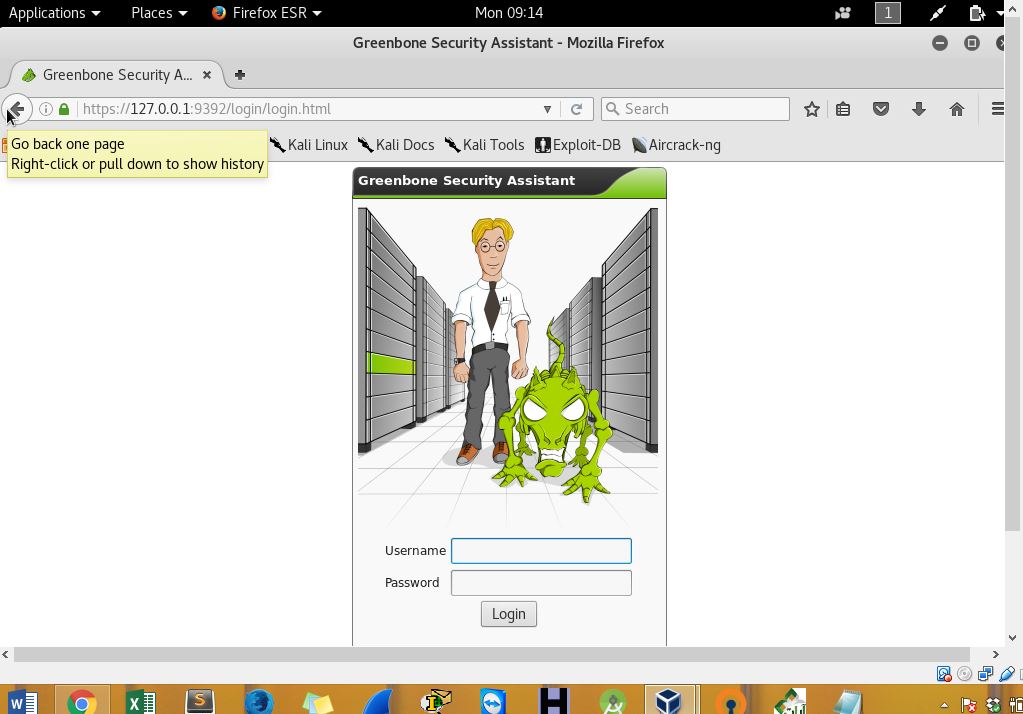 Applications Places Firefox ESR Mon 09:14 1
Greenbone Security Assistant - Mozilla Firefox
Greenbone Security A...
https://127.0.0.1:9392/login/login.html Search
Go back one page
Right-click or pull down to show history
Kali Linux Kali Docs Kali Tools Exploit-DB Aircrack-ng
Greenbone Security Assistant
Username
Password
Login